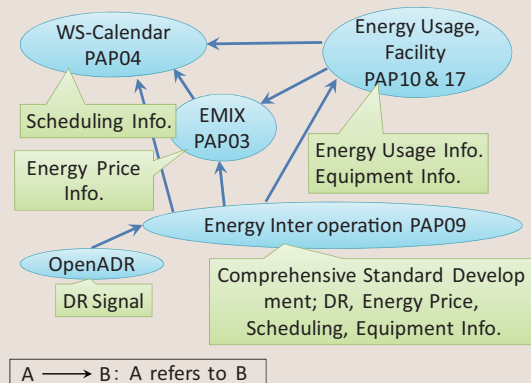 WS-Calendar
PAP04
Energy Usage,
Facility
PAP10 & 17
Scheduling Info.
EMIX
PAP03
Energy Price
Info.
Energy Usage Info.
Equipment Info.
Energy Inter operation PAP09
OpenADR
DR Signal
Comprehensive Standard Develop
ment; DR, Energy Price,
Scheduling, Equipment Info.
A ⟶ B: A refers to B